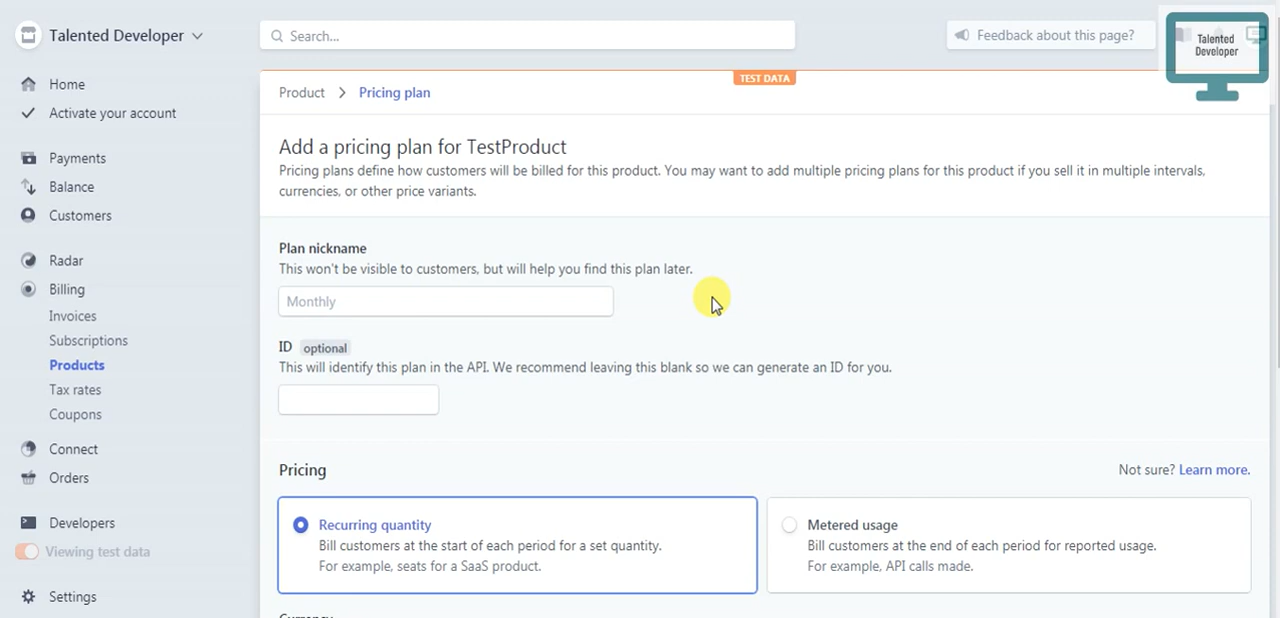 Talented Developer
Search...
Feedback about this page?
Talented
Developer
Home
Activate your account
Payments
Balance
Customers
Radar
Billing
Invoices
Subscriptions
Products
Tax rates
Coupons
Connect
Orders
Developers
Viewing test data
Settings
TEST DATA
Product
Pricing plan
Add a pricing plan for TestProduct
Pricing plans define how customers will be billed for this product. You may want to add multiple pricing plans for this product if you sell it in multiple intervals,
currencies, or other price variants.
Plan nickname
This won't be visible to customers, but will help you find this plan later.
Monthly
ID optional
This will identify this plan in the API. We recommend leaving this blank so we can generate an ID for you.
Pricing
Not sure? Learn more.
Recurring quantity
Bill customers at the start of each period for a set quantity.
For example, seats for a SaaS product.
Metered usage
Bill customers at the end of each period for reported usage.
For example, API calls made.